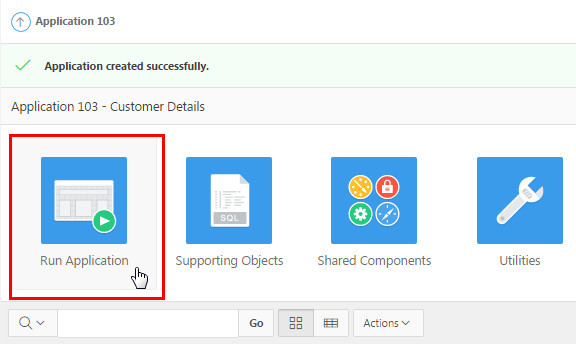 Application 103
Application created successfully.
Application 103 - Customer Details
SQL
Run Application Supporting Objects Shared Components Utilities
Go Actions